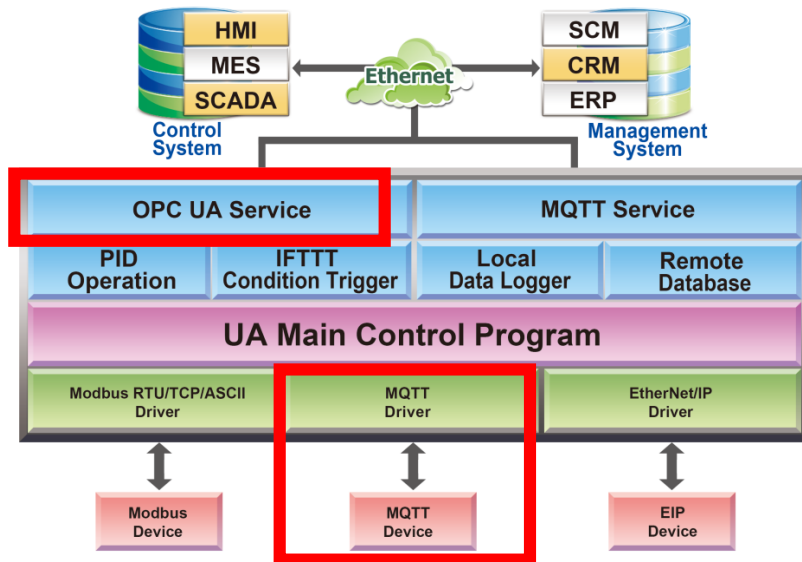 HMI
MES
SCADA
Control
System
Ethernet
SCM
CRM
ERP
Management
System
OPC UA Service
MQTT Service
PID
Operation
IFTTT
Condition Trigger
Local
Data Logger
Remote
Database
UA Main Control Program
Modbus RTU/TCP/ASCII
Driver
MQTT
Driver
EtherNet/IP
Driver
Modbus
Device
MQTT
Device
EIP
Device